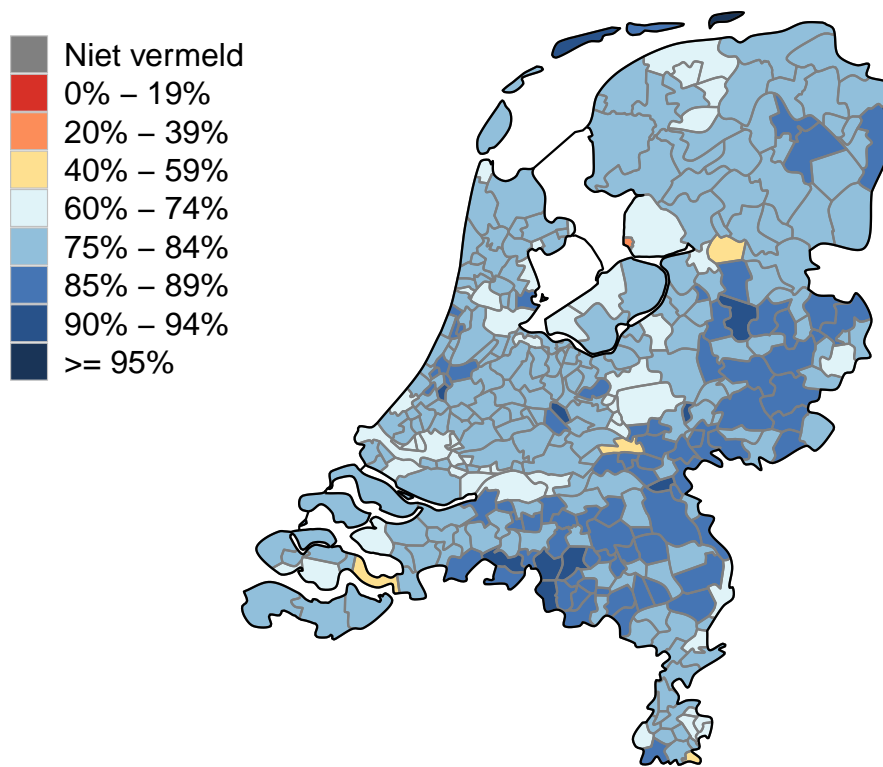 Niet vermeld
0% – 19%
20% – 39%
40% – 59%
60% – 74%
75% – 84%
85% – 89%
90% – 94%
>= 95%